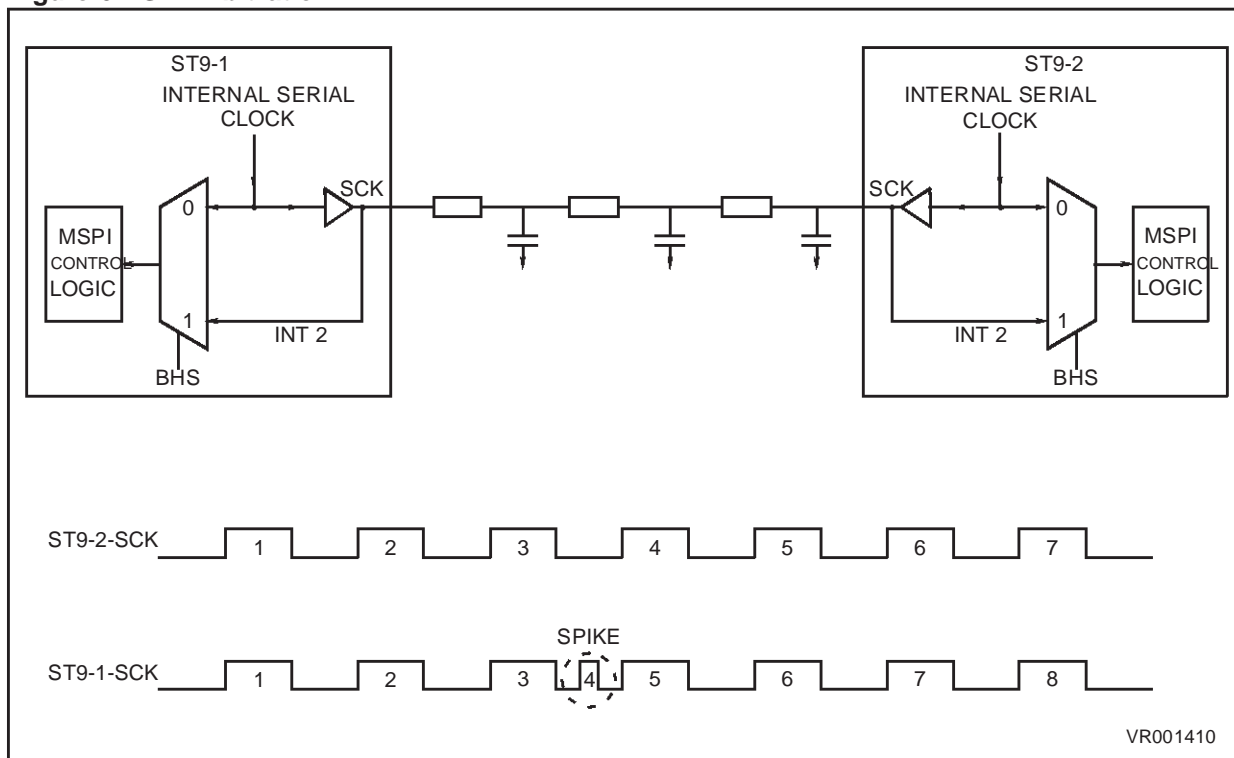 ST9-1
INTERNAL SERIAL
CLOCK
SCK
0
MSPI
CONTROL
LOGIC
1
INT 2
BHS
ST9-2
INTERNAL SERIAL
CLOCK
SCK
0
MSPI
CONTROL
LOGIC
INT 2
1
BHS
ST9-2-SCK
1 2 3 4 5 6 7
SPIKE
ST9-1-SCK
1 2 3 4 5 6 7 8
VR001410